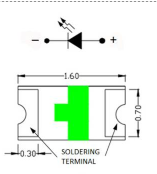 - +
1.60
0.70
0.30
SOLDERING
TERMINAL